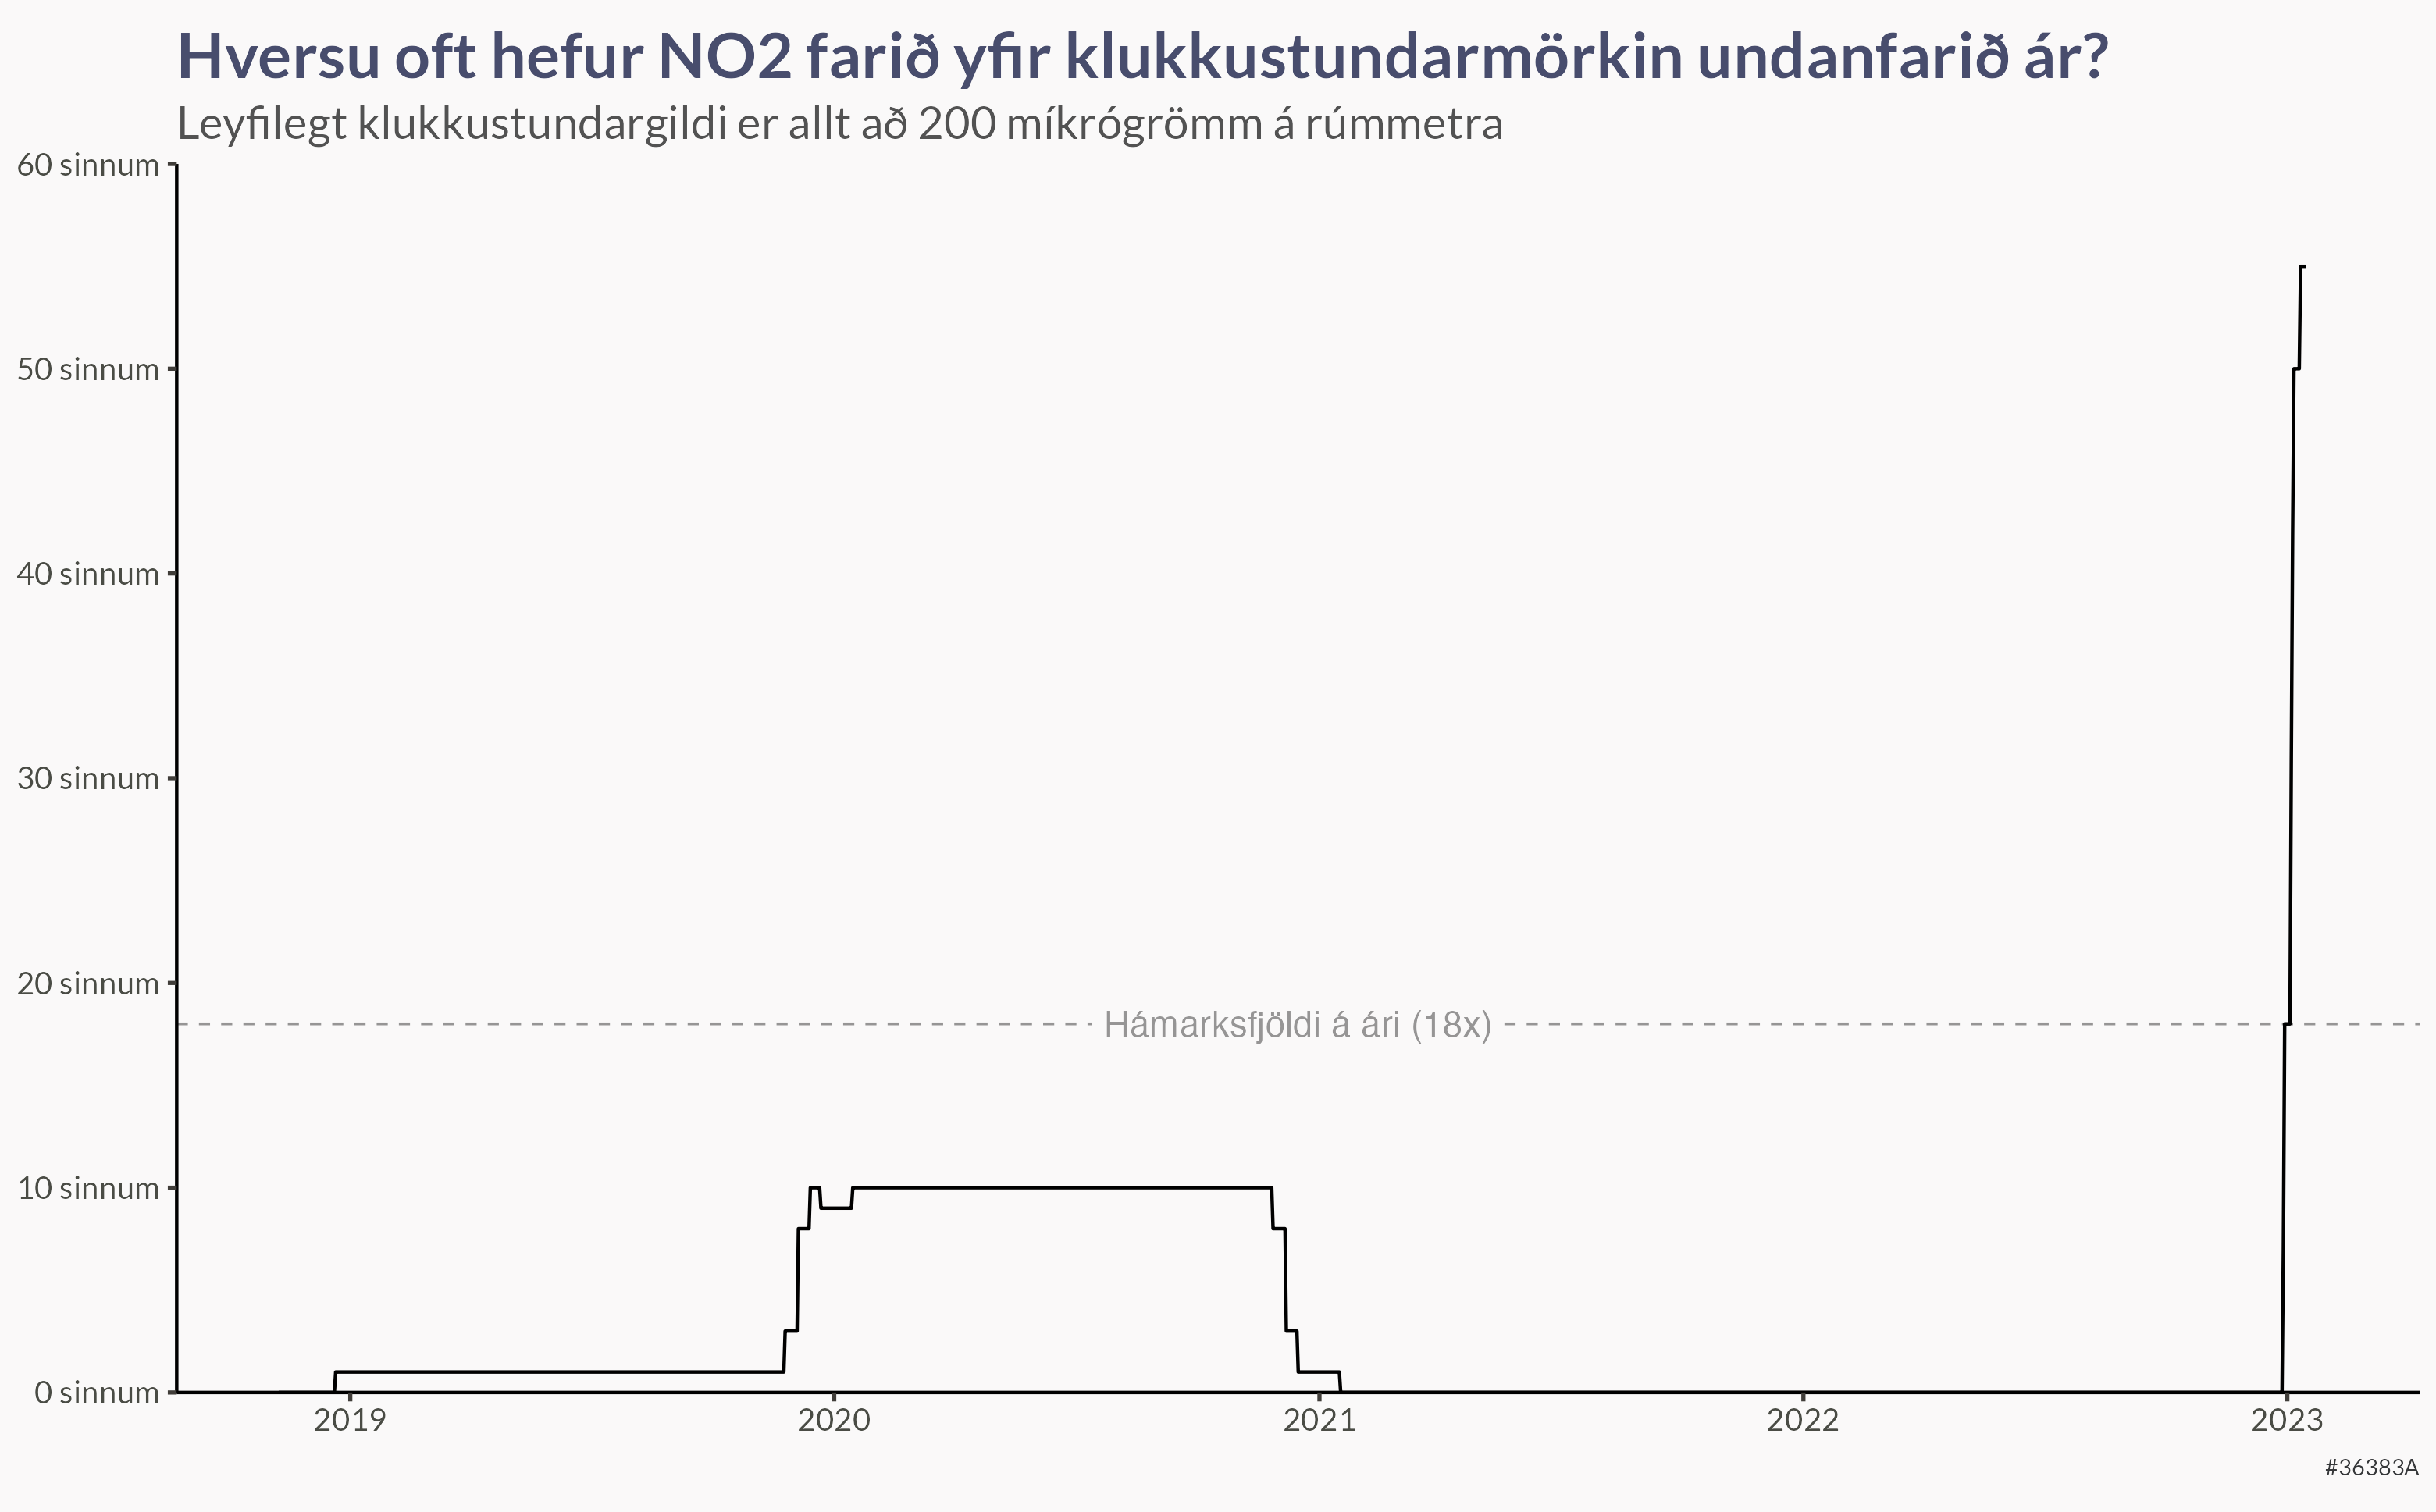 Hversu oft hefur NO2 farið yfir klukkustundarmörkin undanfarið ár?
Leyfilegt klukkustundargildi er allt að 200 míkrógrömm á rúmmetra
60 sinnum
50 sinnum
40 sinnum
30 sinnum
20 sinnum
Hámarksfjöldi á ári (18x)
10 sinnum
0 sinnum
2019 2020 2021 2022 2023
#36383A